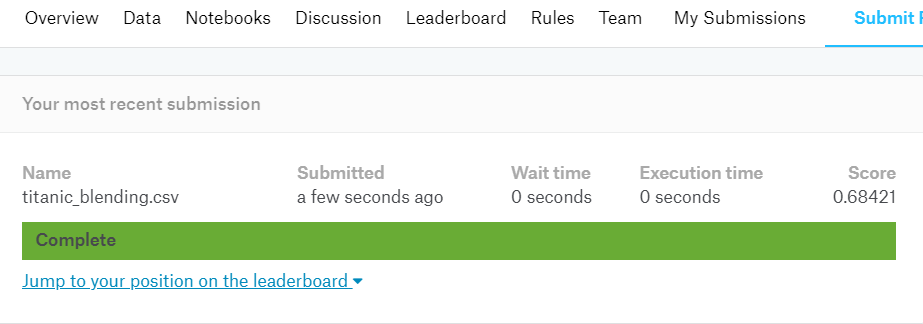 Overview Data Notebooks Discussion Leaderboard Rules Team My Submissions Submit
Your most recent submission
Name Submitted Wait time Execution time Score
titanic_blending.csv a few seconds ago 0 seconds 0 seconds 0.68421
Complete
Jump to your position on the leaderboard